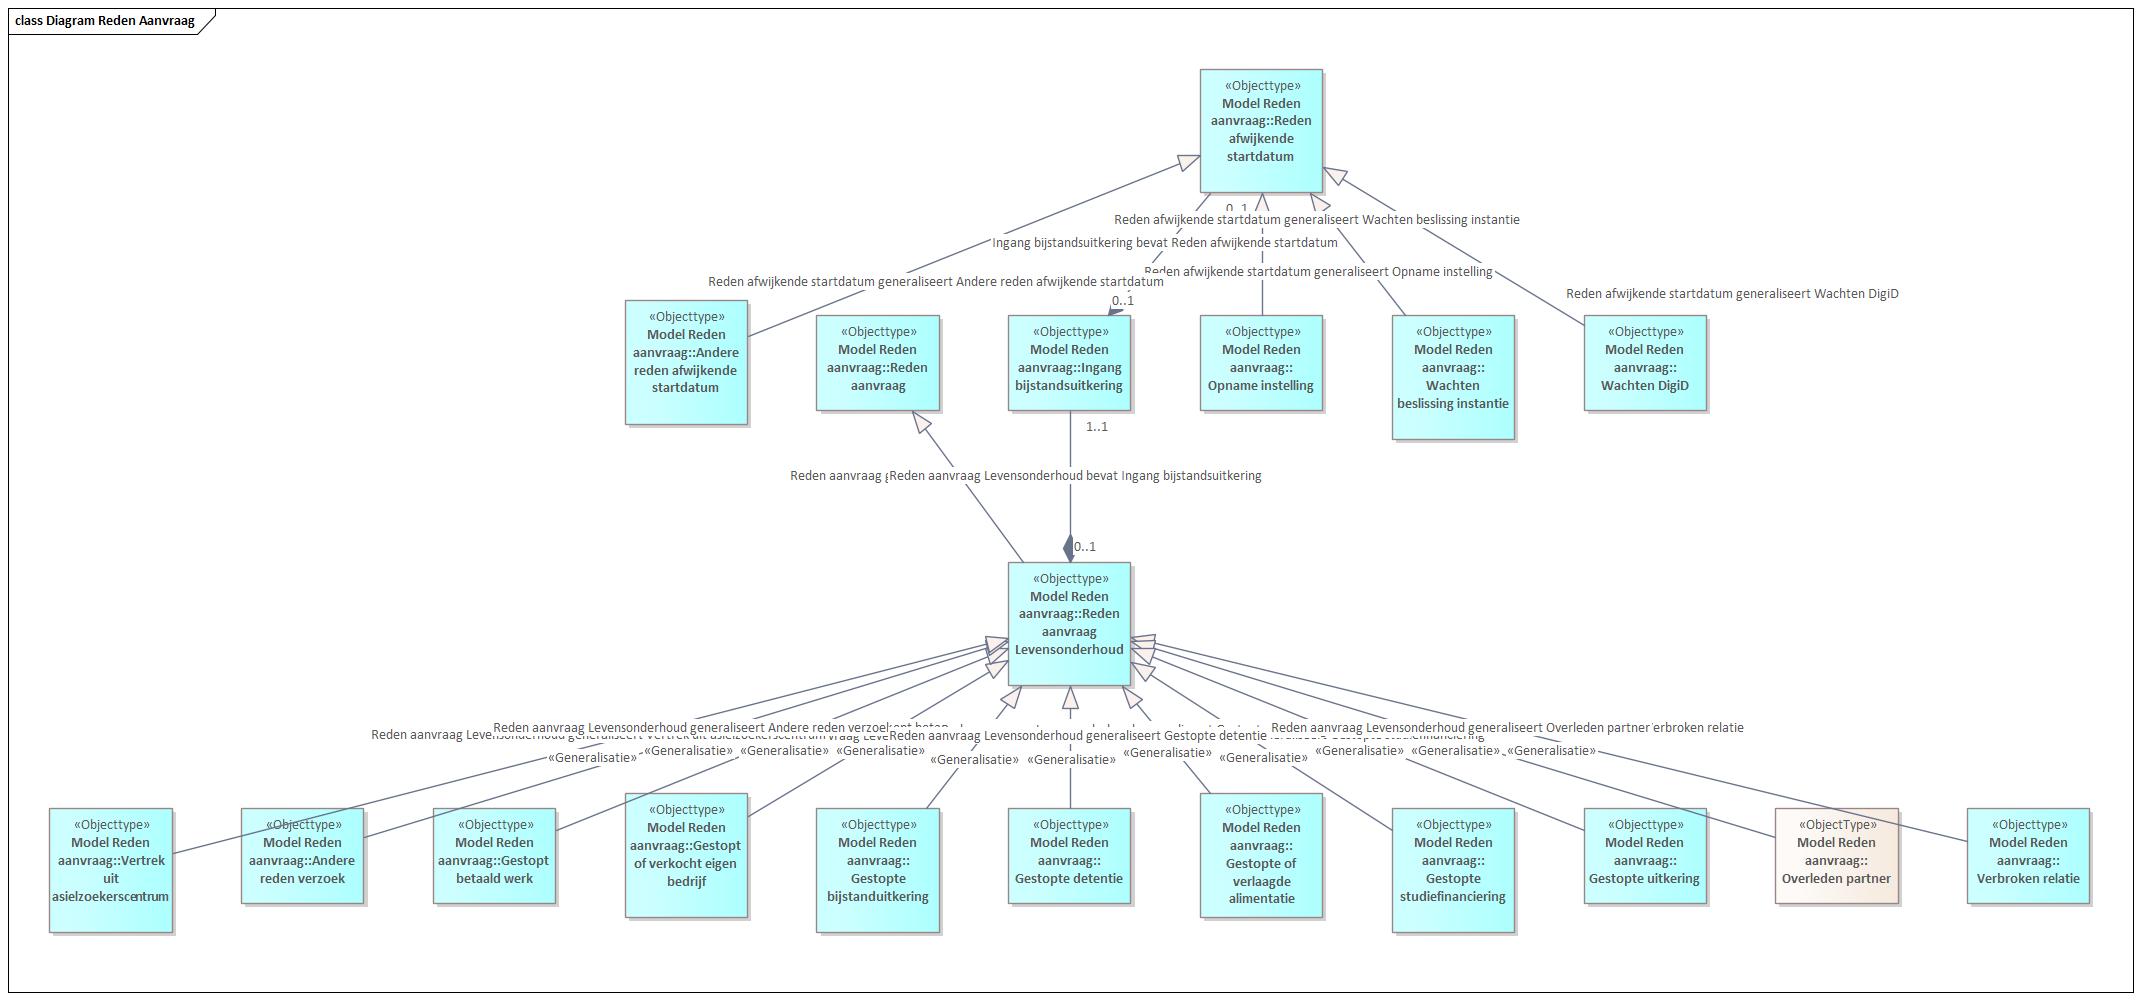 class Diagram Reden Aanvraag
«Objecttype»
Model Reden
aanvraag::Reden
afwijkende
startdatum
0..1
Reden afwijkende startdatum generaliseert Wachten beslissing instantie
Ingang bijstandsuitkering bevat Reden afwijkende startdatum
Reden afwijkende startdatum generaliseert Opname instelling
Reden afwijkende startdatum generaliseert Andere reden afwijkende startdatum
Reden afwijkende startdatum generaliseert Wachten DigiD
0..1
«Objecttype»
Model Reden
aanvraag::Andere
reden afwijkende
startdatum
«Objecttype»
Model Reden
aanvraag::Reden
aanvraag
«Objecttype»
Model Reden
aanvraag::Ingang
bijstandsuitkering
«Objecttype»
Model Reden
aanvraag::
Opname instelling
«Objecttype»
Model Reden
aanvraag::
Wachten
beslissing instantie
«Objecttype»
Model Reden
aanvraag::
Wachten DigiD
1..1
Reden aanvraag
Reden aanvraag Levensonderhoud bevat Ingang bijstandsuitkering
0..1
«Objecttype»
Model Reden
aanvraag::Reden
aanvraag
Levensonderhoud
Reden aanvraag Levensonderhoud generaliseert Andere reden verzoek
Reden aanvraag Levensonderhoud generaliseert Vertrek uit asielzoekerscentrum
Reden aanvraag Levensonderhoud generaliseert Gestopte detentie
Reden aanvraag Levensonderhoud generaliseert Overleden partner
erbroken relatie
«Generalisatie»
«Generalisatie»
«Generalisatie»
«Generalisatie»
«Generalisatie»
«Generalisatie»
«Generalisatie»
«Generalisatie»
«Generalisatie»
«Generalisatie»
«Generalisatie»
«Objecttype»
Model Reden
aanvraag::Vertrek
uit
asielzoekerscentrum
«Objecttype»
Model Reden
aanvraag::Andere
reden verzoek
«Objecttype»
Model Reden
aanvraag::Gestopt
betaald werk
«Objecttype»
Model Reden
aanvraag::Gestopt
of verkocht eigen
bedrijf
«Objecttype»
Model Reden
aanvraag::
Gestopte
bijstanduitkering
«Objecttype»
Model Reden
aanvraag::
Gestopte detentie
«Objecttype»
Model Reden
aanvraag::
Gestopte of
verlaagde
alimentatie
«Objecttype»
Model Reden
aanvraag::
Gestopte
studiefinanciering
«Objecttype»
Model Reden
aanvraag::
Gestopte uitkering
«ObjectType»
Model Reden
aanvraag::
Overleden partner
«Objecttype»
Model Reden
aanvraag::
Verbroken relatie